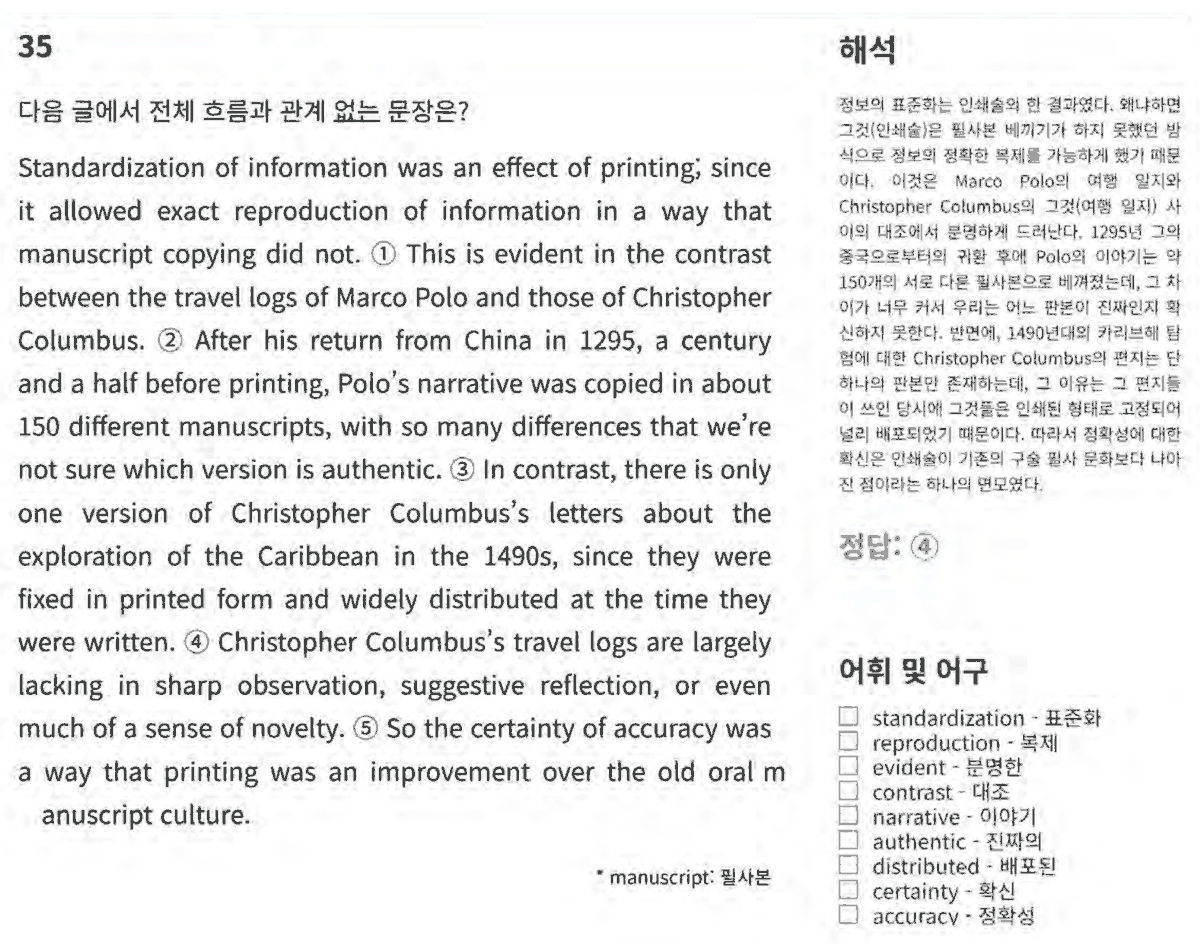 35
다음 글에서 전체 흐름과 관계 없는 문장은?
Standardization of information was an effect of printing; since
it allowed exact reproduction of information in a way that
manuscript copying did not. ① This is evident in the contrast
between the travel logs of Marco Polo and those of Christopher
Columbus. ② After his return from China in 1295, a century
and a half before printing, Polo's narrative was copied in about
150 different manuscripts, with so many differences that we're
not sure which version is authentic. ③ In contrast, there is only
one version of Christopher Columbus's letters about the
exploration of the Caribbean in the 1490s, since they were
fixed in printed form and widely distributed at the time they
were written. ④ Christopher Columbus's travel logs are largely
lacking in sharp observation, suggestive reflection, or even
much of a sense of novelty. ⑤ So the certainty of accuracy was
a way that printing was an improvement over the old oral m
anuscript culture.
* manuscript: 필사본
해석
정보의 표준화는 인쇄술의 한 결과였다. 왜냐하면
그것(인쇄술)은 필사본 베끼기가 하지 못했던 방
식으로 정보의 정확한 복제를 가능하게 했기 때문
이다. 이것은 Marco Polo의 여행 일지와
Christopher Columbus의 그것(여행 일지) 사
이의 대조에서 분명하게 드러난다. 1295년 그의
중국으로부터의 귀환 후에 Polo의 이야기는 약
150개의 서로 다른 필사본으로 베껴졌는데, 그 차
이가 너무 커서 우리는 어느 판본이 진짜인지 확
신하지 못한다. 반면에, 1490년대의 카리브해 탐
험에 대한 Christopher Columbus의 편지는 단
하나의 판본만 존재하는데, 그 이유는 그 편지들
이 쓰인 당시에 그것들은 인쇄된 형태로 고정되어
널리 배포되었기 때문이다. 따라서 정확성에 대한
확신은 인쇄술이 기존의 구술 필사 문화보다 나아
진 점이라는 하나의 면모였다.
정답: ④
어휘 및 어구
standardization - 표준화
reproduction - 복제
evident - 분명한
contrast - 대조
narrative - 이야기
authentic - 진짜의
distributed - 배포된
certainty - 확신
accuracy - 정확성